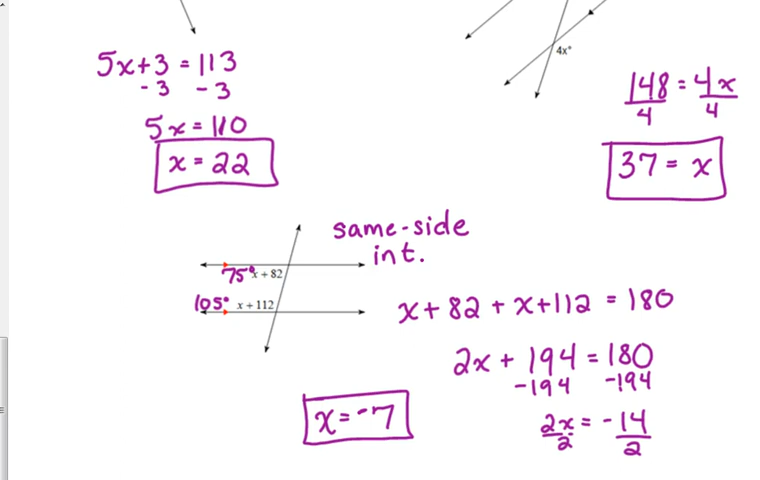 5x+3 = 113
-3 -3
5x = 110
x = 22
4x°
148 = 4x
4 4
37 = x
same-side
int.
75° x + 82
105° x + 112
x + 82 + x + 112 = 180
2x + 194 = 180
-194 -194
2x = -14
2 2
x = -7